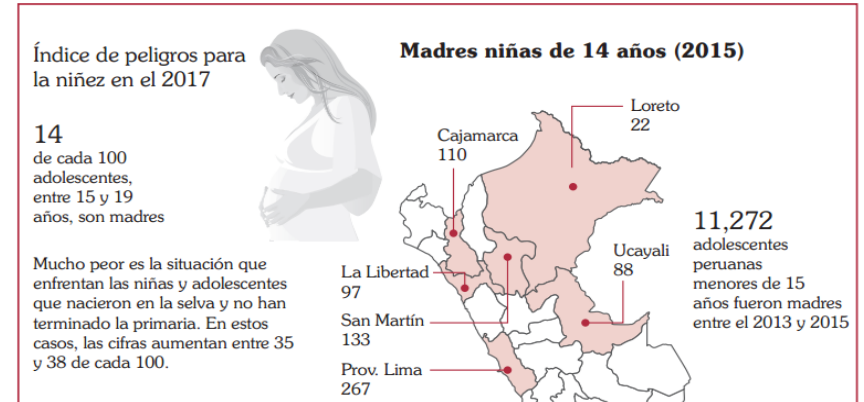 Índice de peligros para
la niñez en el 2017
14
de cada 100
adolescentes,
entre 15 y 19
años, son madres
Mucho peor es la situación que
enfrentan las niñas y adolescentes
que nacieron en la selva y no han
terminado la primaria. En estos
casos, las cifras aumentan entre 35
y 38 de cada 100.
Madres niñas de 14 años (2015)
Loreto
22
Cajamarca
110
Ucayali
88
La Libertad
97
San Martín
133
Prov. Lima
267
11,272
adolescentes
peruanas
menores de 15
años fueron madres
entre el 2013 y 2015